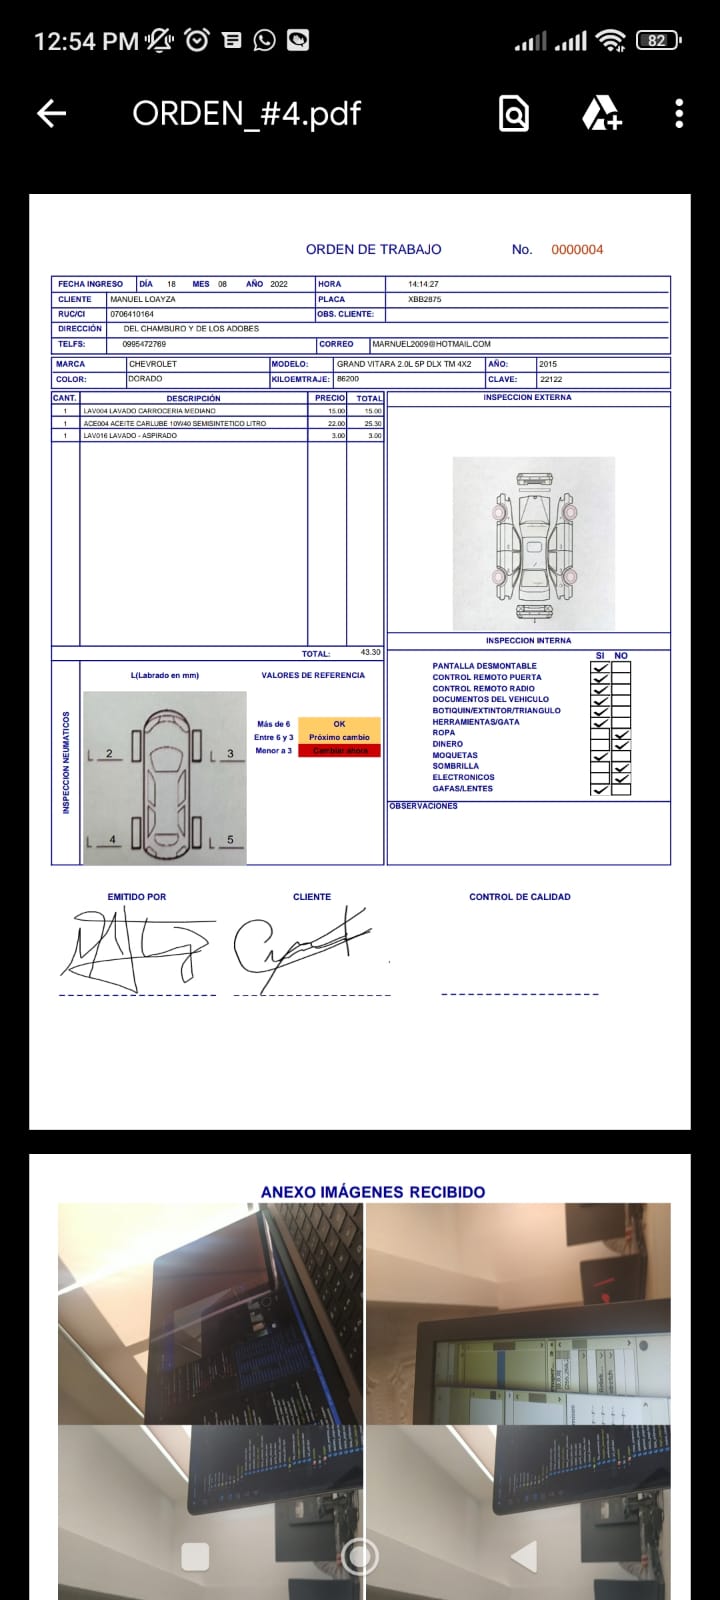 12:54 PM 82
ORDEN_#4.pdf
ORDEN DE TRABAJO No. 0000004
FECHA INGRESO DÍA 18 MES 08 AÑO 2022 HORA 14:14:27
CLIENTE MANUEL LOAYZA PLACA XBB2875
RUC/CI 0706410164 OBS. CLIENTE:
DIRECCIÓN DEL CHAMBURO Y DE LOS ADOBES
TELFS: 0995472769 CORREO MARNUEL2009@HOTMAIL.COM
MARCA CHEVROLET MODELO: GRAND VITARA 2.0L 5P DLX TM 4X2 AÑO: 2015
COLOR: DORADO KILOEMTRAJE: 86200 CLAVE: 22122
CANT. DESCRIPCIÓN PRECIO TOTAL INSPECCION EXTERNA
1 LAV004 LAVADO CARROCERIA MEDIANO 15.00 15.00
1 ACE004 ACEITE CARLUBE 10W40 SEMISINTETICO LITRO 22.00 25.30
1 LAV016 LAVADO - ASPIRADO 3.00 3.00
TOTAL: 43.30
INSPECCION INTERNA
SI NO
PANTALLA DESMONTABLE
CONTROL REMOTO PUERTA
CONTROL REMOTO RADIO
DOCUMENTOS DEL VEHICULO
BOTIQUIN/EXTINTOR/TRIANGULO
HERRAMIENTAS/GATA
ROPA
DINERO
MOQUETAS
SOMBRILLA
ELECTRONICOS
GAFAS/LENTES
OBSERVACIONES
INSPECCION NEUMATICOS
L(Labrado en mm) VALORES DE REFERENCIA
Más de 6 OK
Entre 6 y 3 Próximo cambio
Menor a 3 Cambiar ahora
L 2 L 3
L 4 L 5
EMITIDO POR CLIENTE CONTROL DE CALIDAD
ANEXO IMÁGENES RECIBIDO